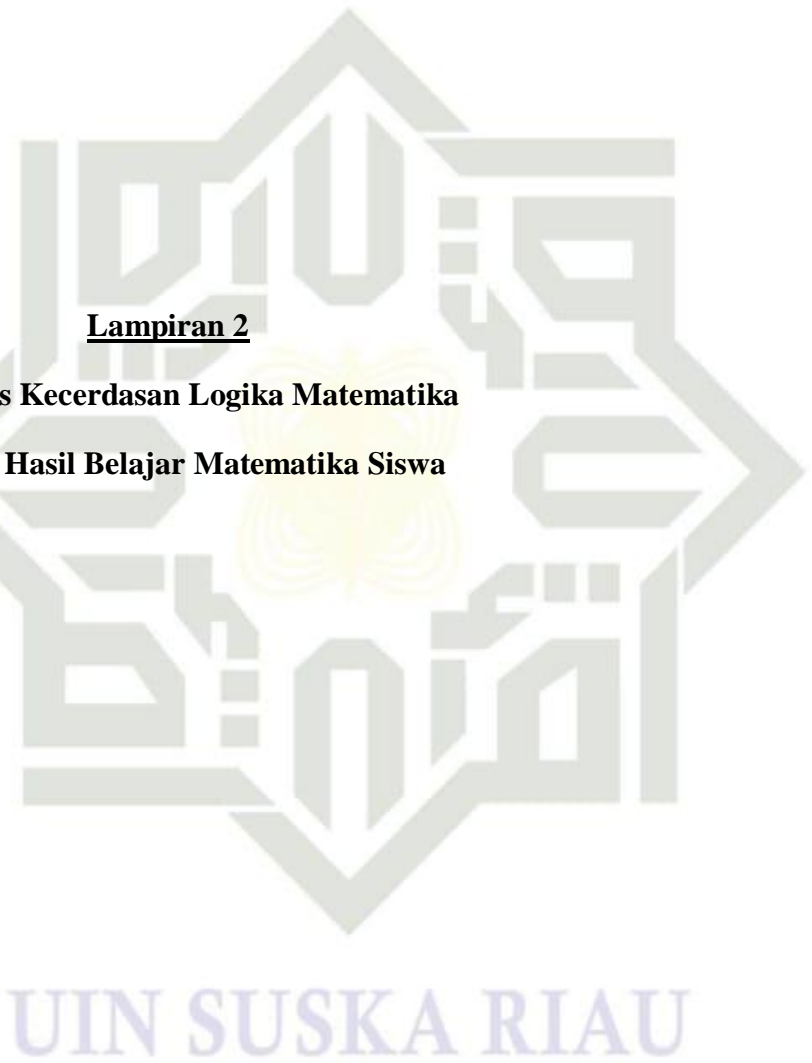 Lampiran 2
s Kecerdasan Logika Matematika
Hasil Belajar Matematika Siswa
UIN SUSKA RIAU